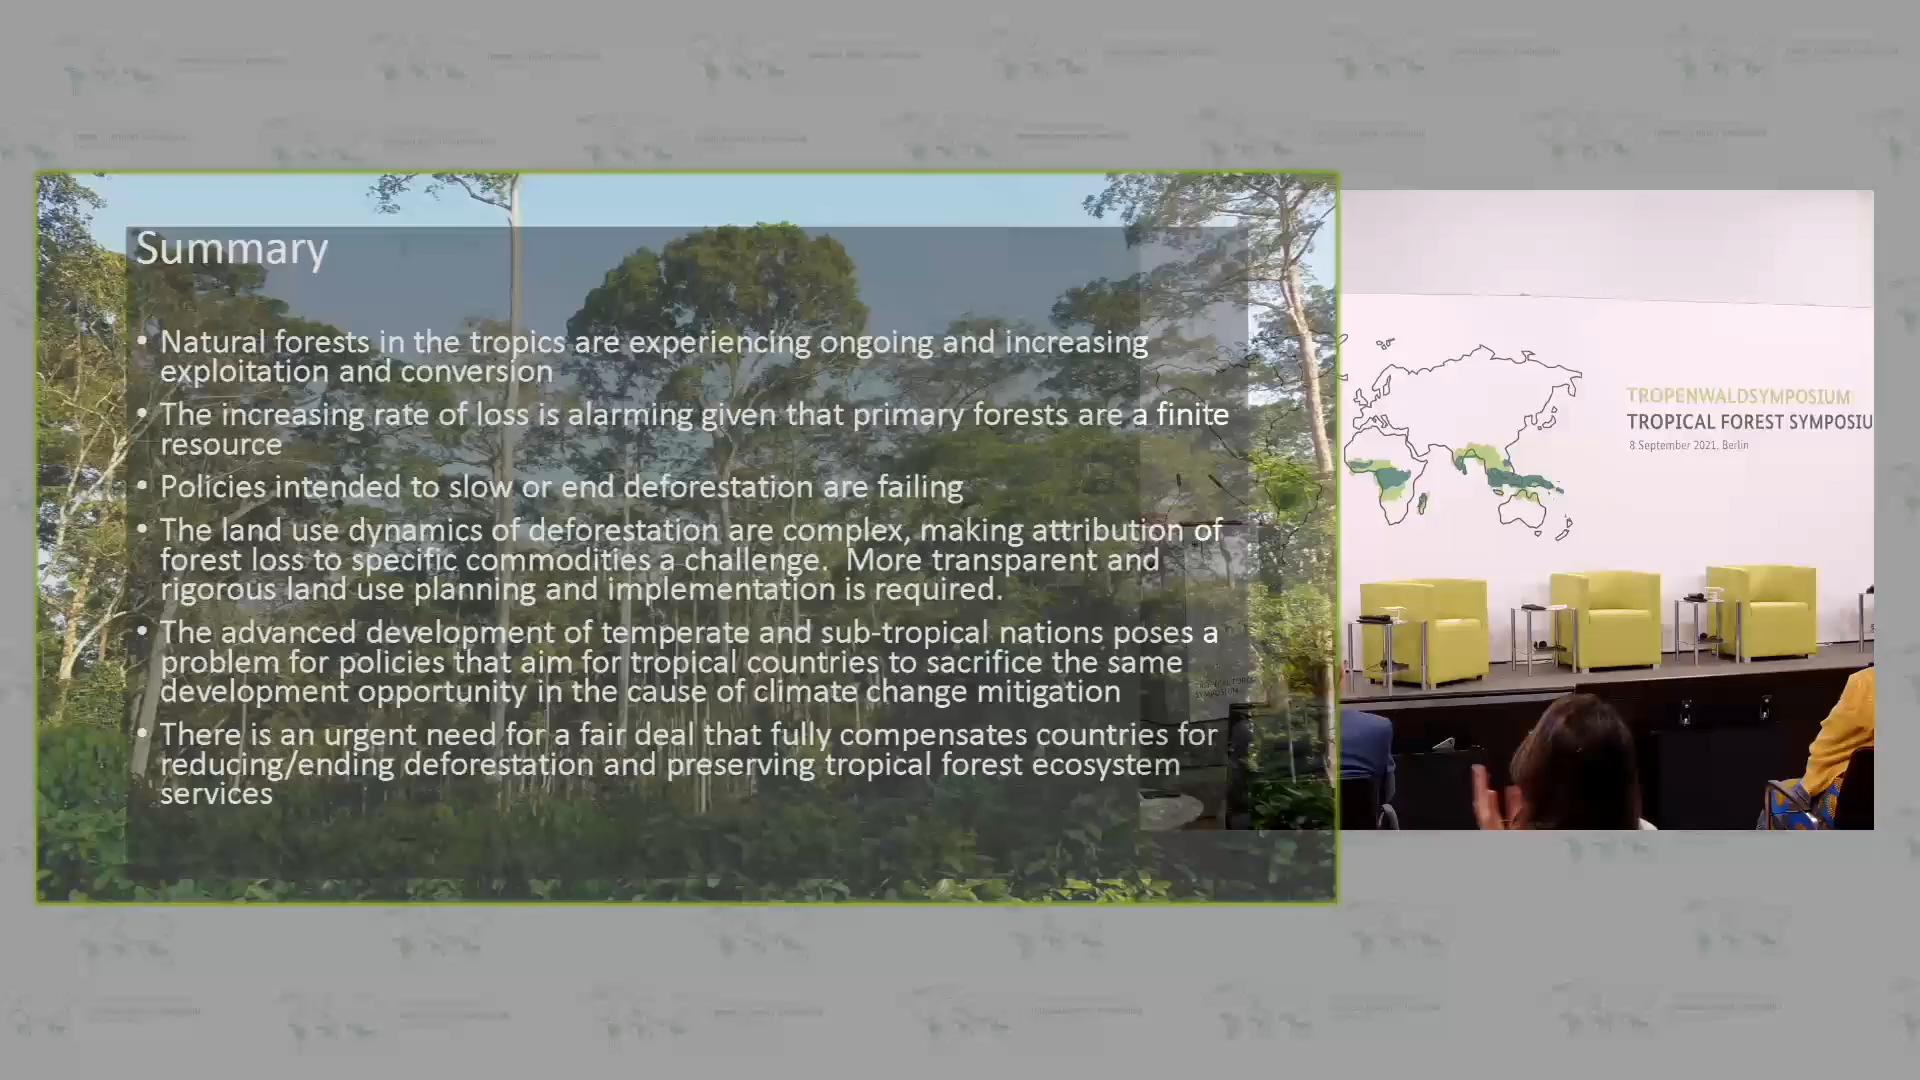 Summary
• Natural forests in the tropics are experiencing ongoing and increasing
exploitation and conversion
• The increasing rate of loss is alarming given that primary forests are a finite
resource
• Policies intended to slow or end deforestation are failing
• The land use dynamics of deforestation are complex, making attribution of
forest loss to specific commodities a challenge.  More transparent and
rigorous land use planning and implementation is required.
• The advanced development of temperate and sub-tropical nations poses a
problem for policies that aim for tropical countries to sacrifice the same
development opportunity in the cause of climate change mitigation
• There is an urgent need for a fair deal that fully compensates countries for
reducing/ending deforestation and preserving tropical forest ecosystem
services
TROPENWALDSYMPOSIUM
TROPICAL FOREST SYMPOSIU
8 September 2021, Berlin